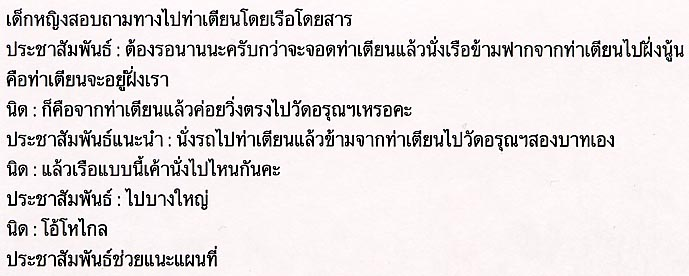 เด็กหญิงสอบถามทางไปท่าเตียนโดยเรือโดยสาร
ประชาสัมพันธ์ : ต้องรอนานนะครับกว่าจะจอดท่าเตียนแล้วนั่งเรือข้ามฟากจากท่าเตียนไปฝั่งนู้น
คือท่าเตียนจะอยู่ฝั่งเรา
นิด : ก็คือจากท่าเตียนแล้วค่อยวิ่งตรงไปวัดอรุณฯเหรอคะ
ประชาสัมพันธ์แนะนำ : นั่งรถไปท่าเตียนแล้วข้ามจากท่าเตียนไปวัดอรุณฯสองบาทเอง
นิด : แล้วเรือแบบนี้เค้านั่งไปไหนกันคะ
ประชาสัมพันธ์ : ไปบางใหญ่
นิด : โอ้โหไกล
ประชาสัมพันธ์ช่วยแนะแผนที่